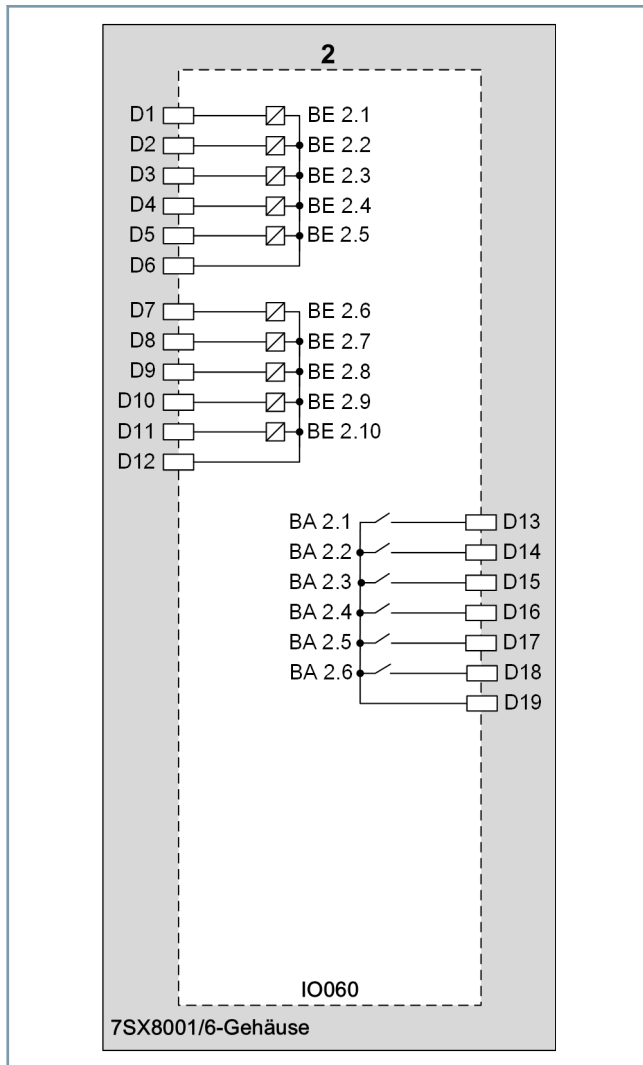 2
D1 BE 2.1
D2 BE 2.2
D3 BE 2.3
D4 BE 2.4
D5 BE 2.5
D6
D7 BE 2.6
D8 BE 2.7
D9 BE 2.8
D10 BE 2.9
D11 BE 2.10
D12
BA 2.1 D13
BA 2.2 D14
BA 2.3 D15
BA 2.4 D16
BA 2.5 D17
BA 2.6 D18
D19
IO060
7SX8001/6-Gehäuse